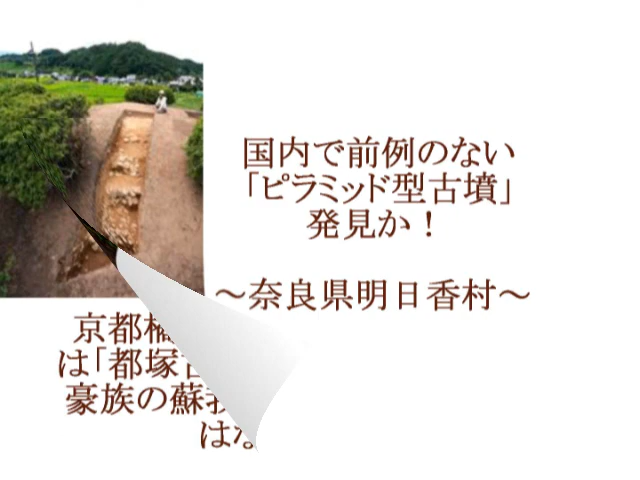 国内で前例のない
「ピラミッド型古墳」
発見か！
～奈良県明日香村～
京都橘
は「都塚古
豪族の蘇我
はな